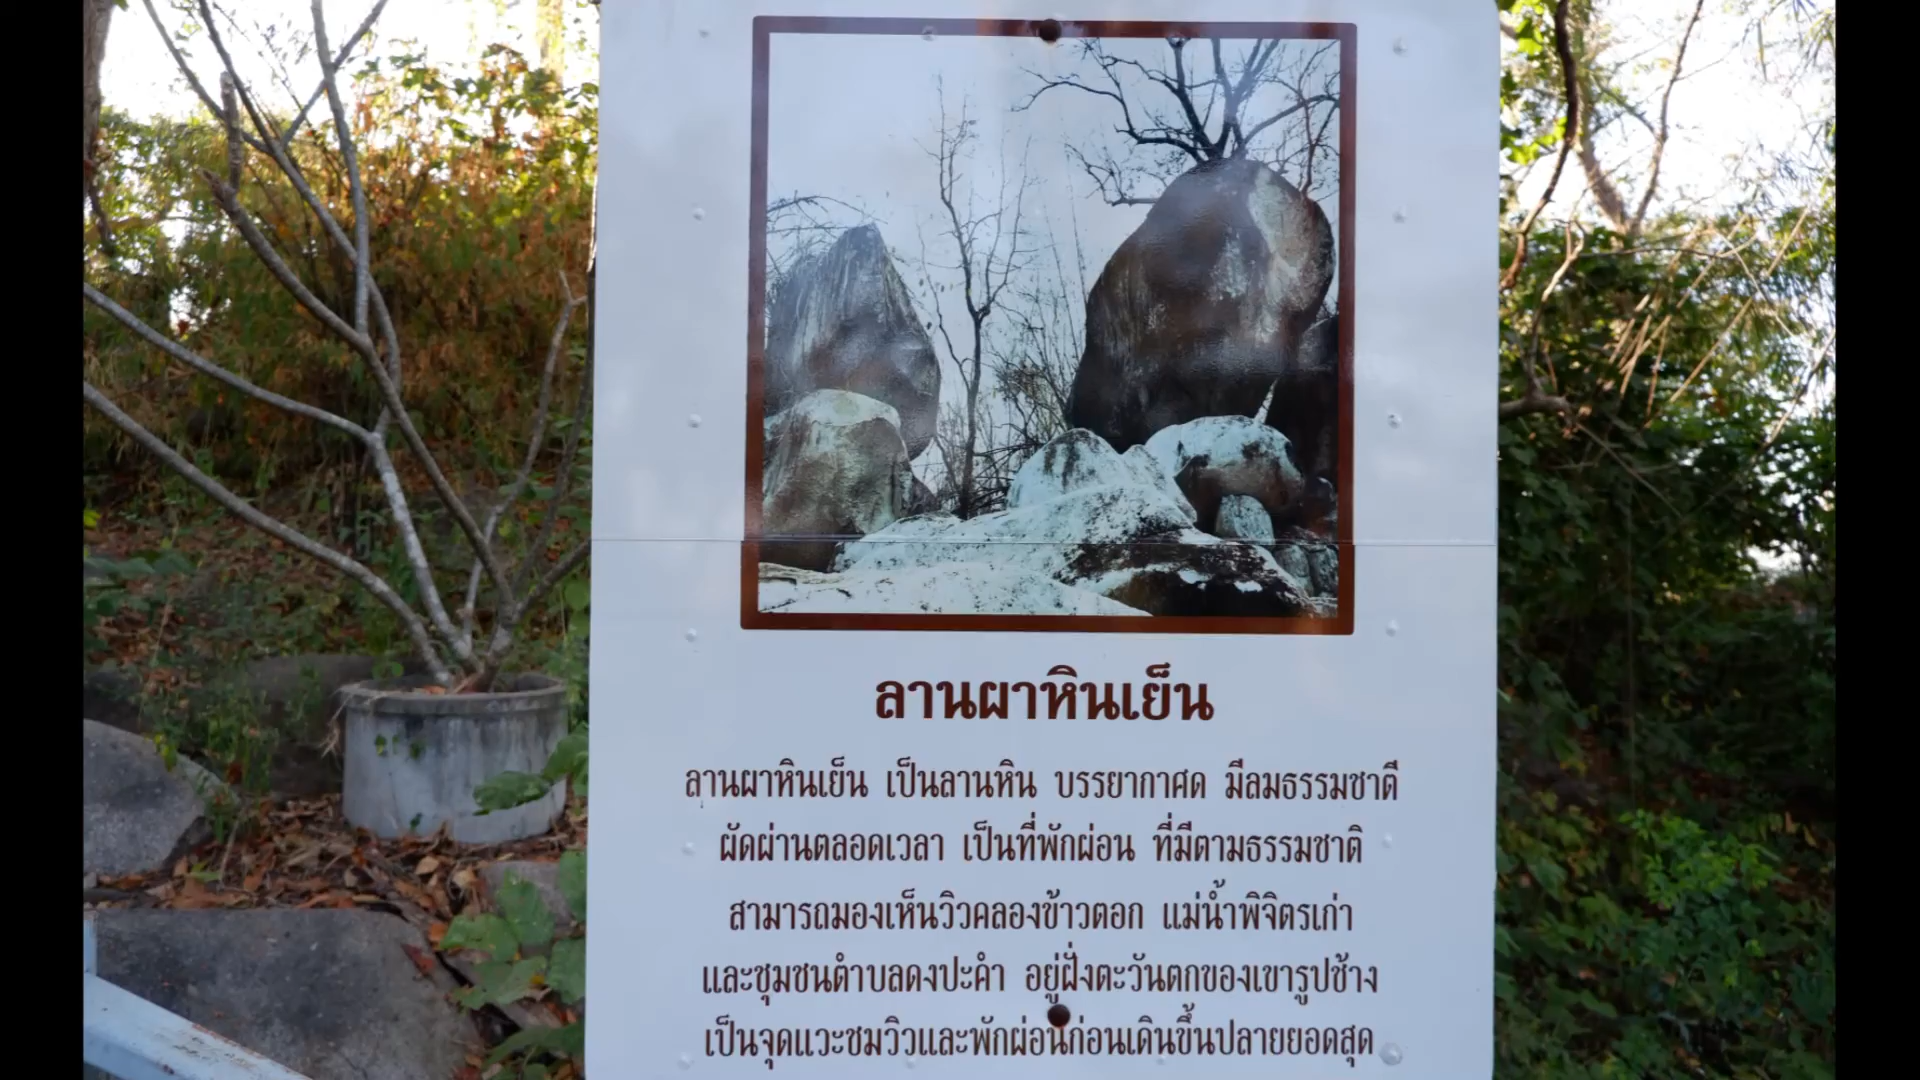 ลานผาหินเย็น
ลานผาหินเย็น เป็นลานหิน บรรยากาศด มีลมธรรมชาติ
ผัดผ่านตลอดเวลา เป็นที่พักผ่อน ที่มีตามธรรมชาติ
สามารถมองเห็นวิวคลองข้าวตอก แม่น้ำพิจิตรเก่า
และชุมชนตำบลดงปะคำ อยู่ฝั่งตะวันตกของเขารูปช้าง
เป็นจุดแวะชมวิวและพักผ่อนก่อนเดินขึ้นปลายยอดสุด